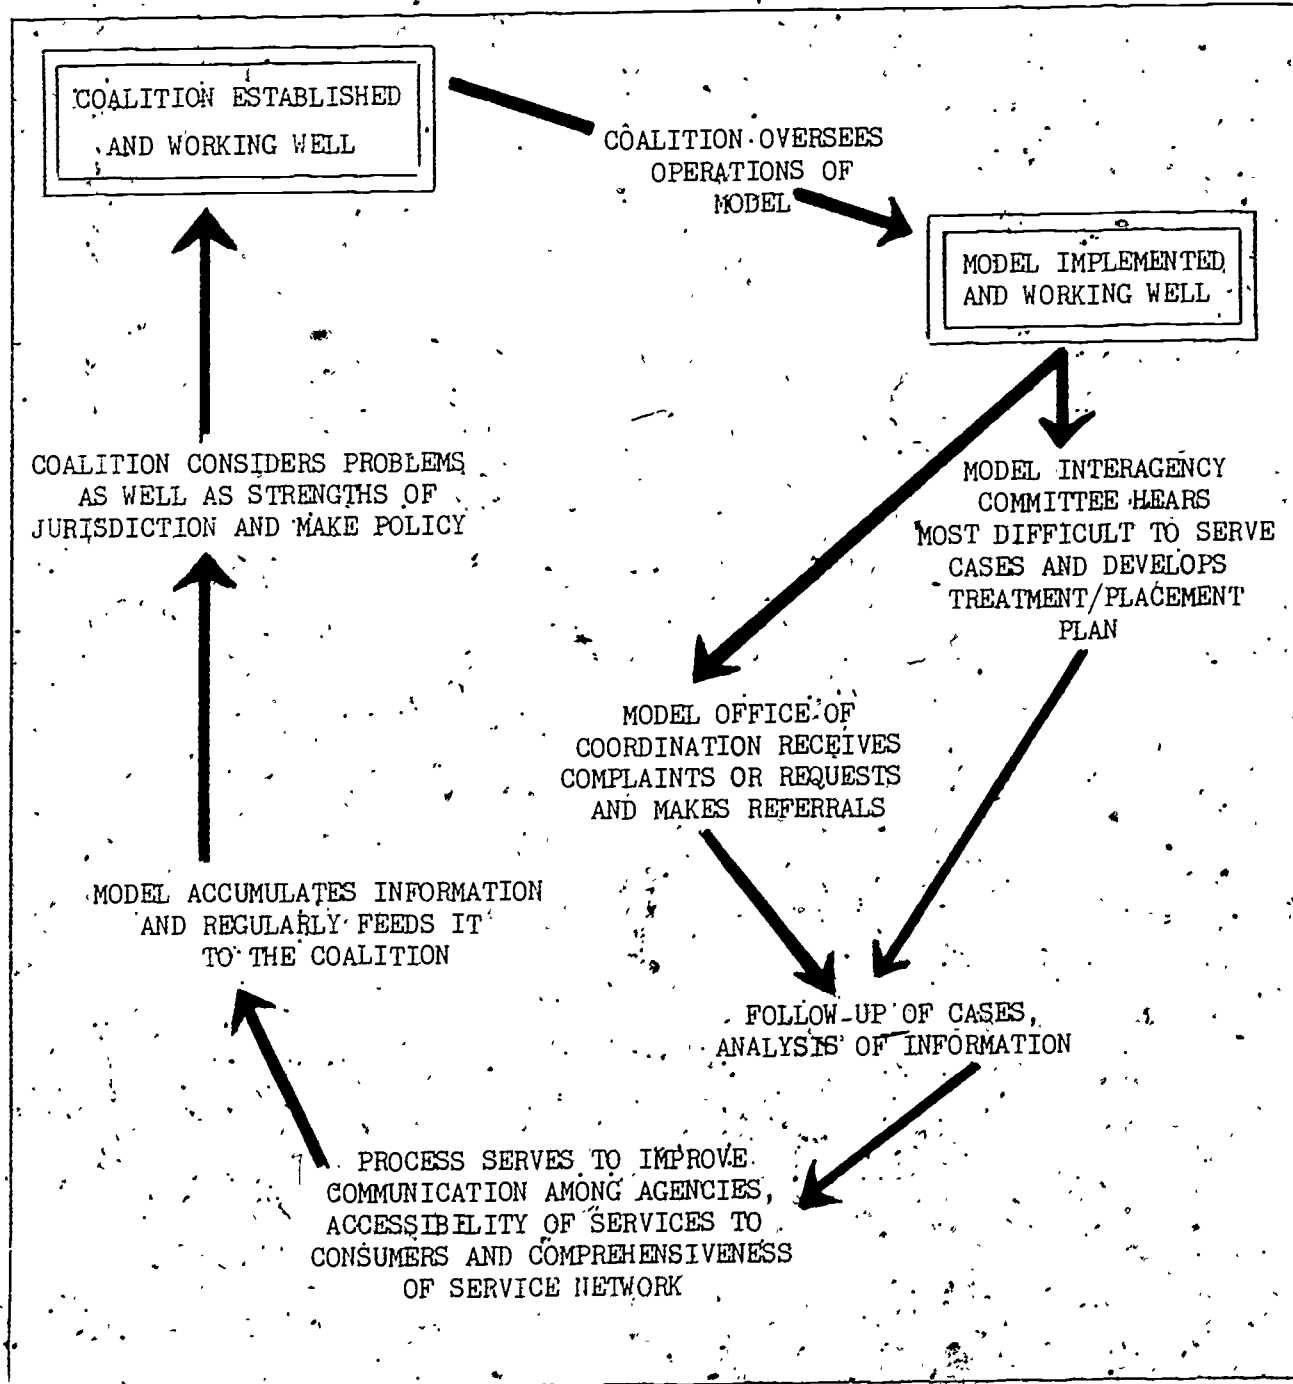 COALITION ESTABLISHED
AND WORKING WELL
COALITION OVERSEES
OPERATIONS OF
MODEL
MODEL IMPLEMENTED
AND WORKING WELL
MODEL INTERAGENCY
COMMITTEE HEARS
MOST DIFFICULT TO SERVE
CASES AND DEVELOPS
TREATMENT/PLACEMENT
PLAN
MODEL OFFICE OF
COORDINATION RECEIVES
COMPLAINTS OR REQUESTS
AND MAKES REFERRALS
FOLLOW-UP OF CASES,
ANALYSIS OF INFORMATION
PROCESS SERVES TO IMPROVE
COMMUNICATION AMONG AGENCIES,
ACCESSIBILITY OF SERVICES TO
CONSUMERS AND COMPREHENSIVENESS
OF SERVICE NETWORK
MODEL ACCUMULATES INFORMATION
AND REGULARLY FEEDS IT
TO THE COALITION
COALITION CONSIDERS PROBLEMS
AS WELL AS STRENGTHS OF
JURISDICTION AND MAKE POLICY